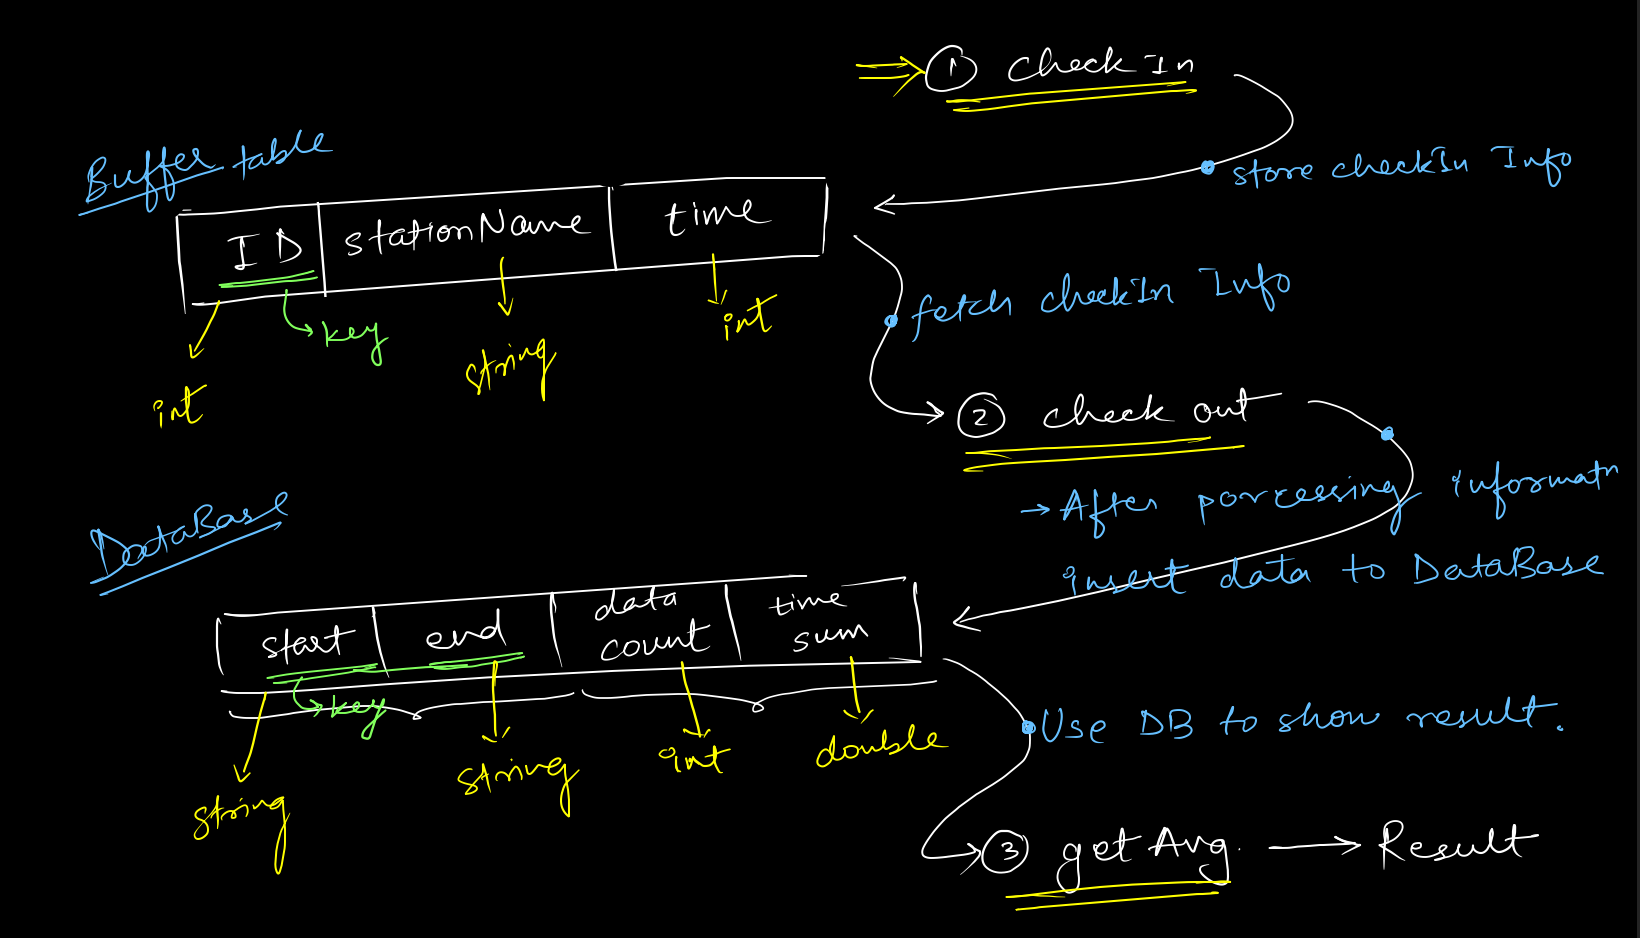 ① check In
Buffer table
store checkIn Info
ID stationName time
key
int string int
fetch checkIn Info
② check out
→ After porcessing informatn
insert data to DataBase
DataBase
start end data count time sum
key
string string int double
Use DB to show result.
③ getAvg. → Result